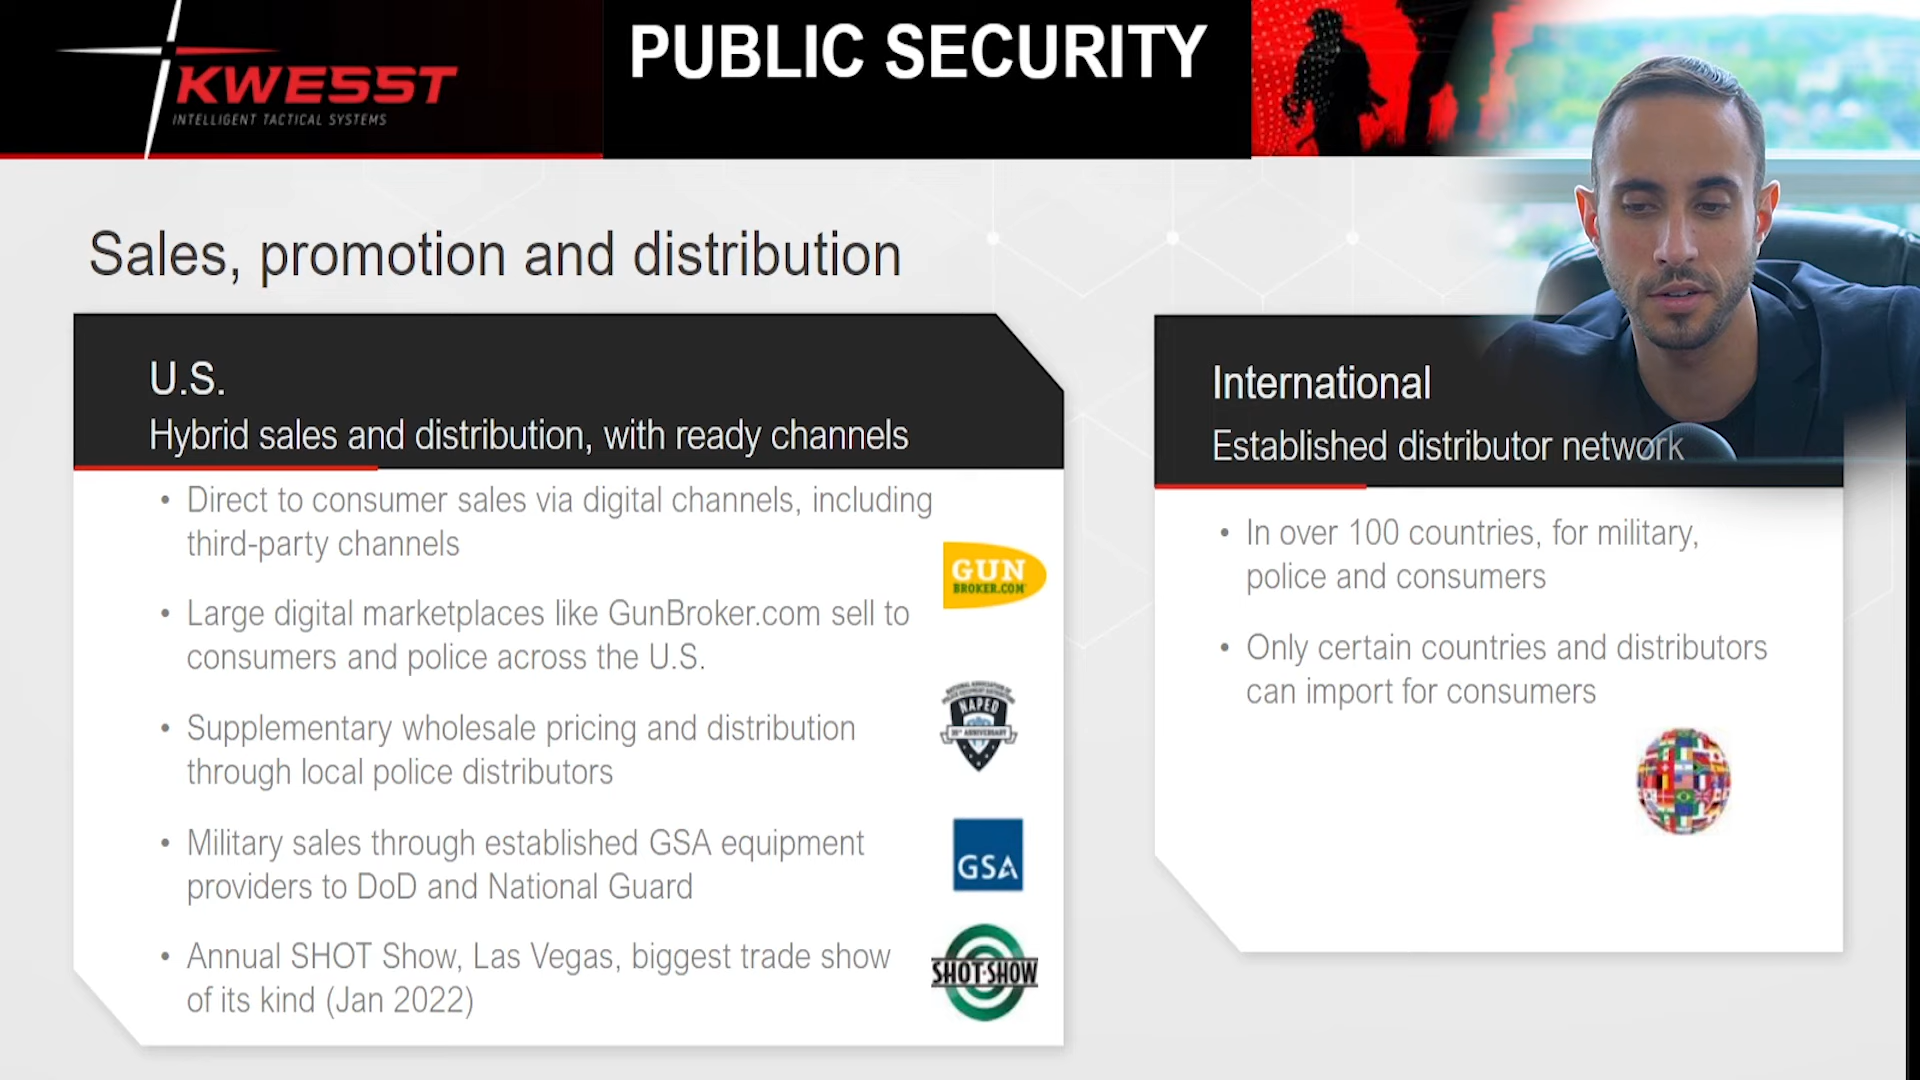 KWESST
INTELLIGENT TACTICAL SYSTEMS
PUBLIC SECURITY
Sales, promotion and distribution
U.S.
Hybrid sales and distribution, with ready channels
• Direct to consumer sales via digital channels, including
third-party channels
GUN
BROKER.COM
• Large digital marketplaces like GunBroker.com sell to
consumers and police across the U.S.
NAPED
• Supplementary wholesale pricing and distribution
through local police distributors
• Military sales through established GSA equipment
providers to DoD and National Guard
GSA
• Annual SHOT Show, Las Vegas, biggest trade show
of its kind (Jan 2022)
SHOT SHOW
International
Established distributor network
• In over 100 countries, for military,
police and consumers
• Only certain countries and distributors
can import for consumers